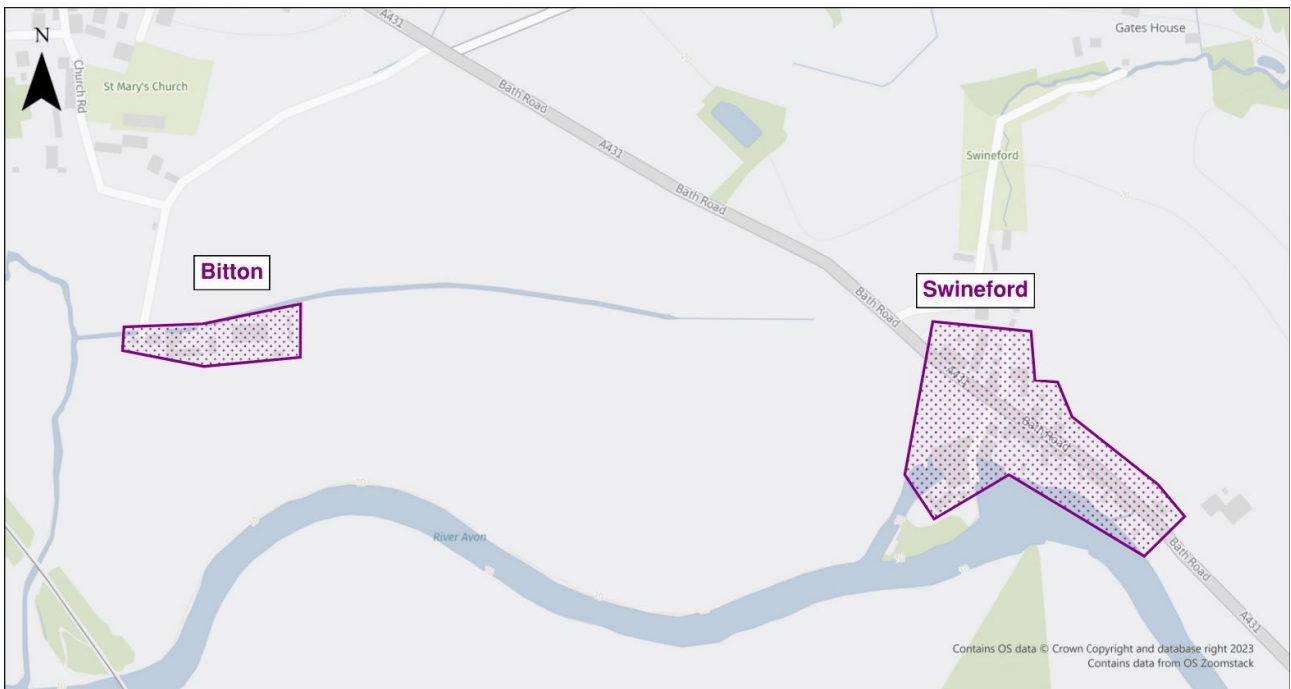 N
A431
Gates House
Church Rd
St Mary's Church
Bath Road
A431
Swineford
Bath Road
Bitton
Swineford
Bath Road
A431
Bath Road
River Avon
Bath Road
A431
Contains OS data © Crown Copyright and database right 2023
Contains data from OS Zoomstack